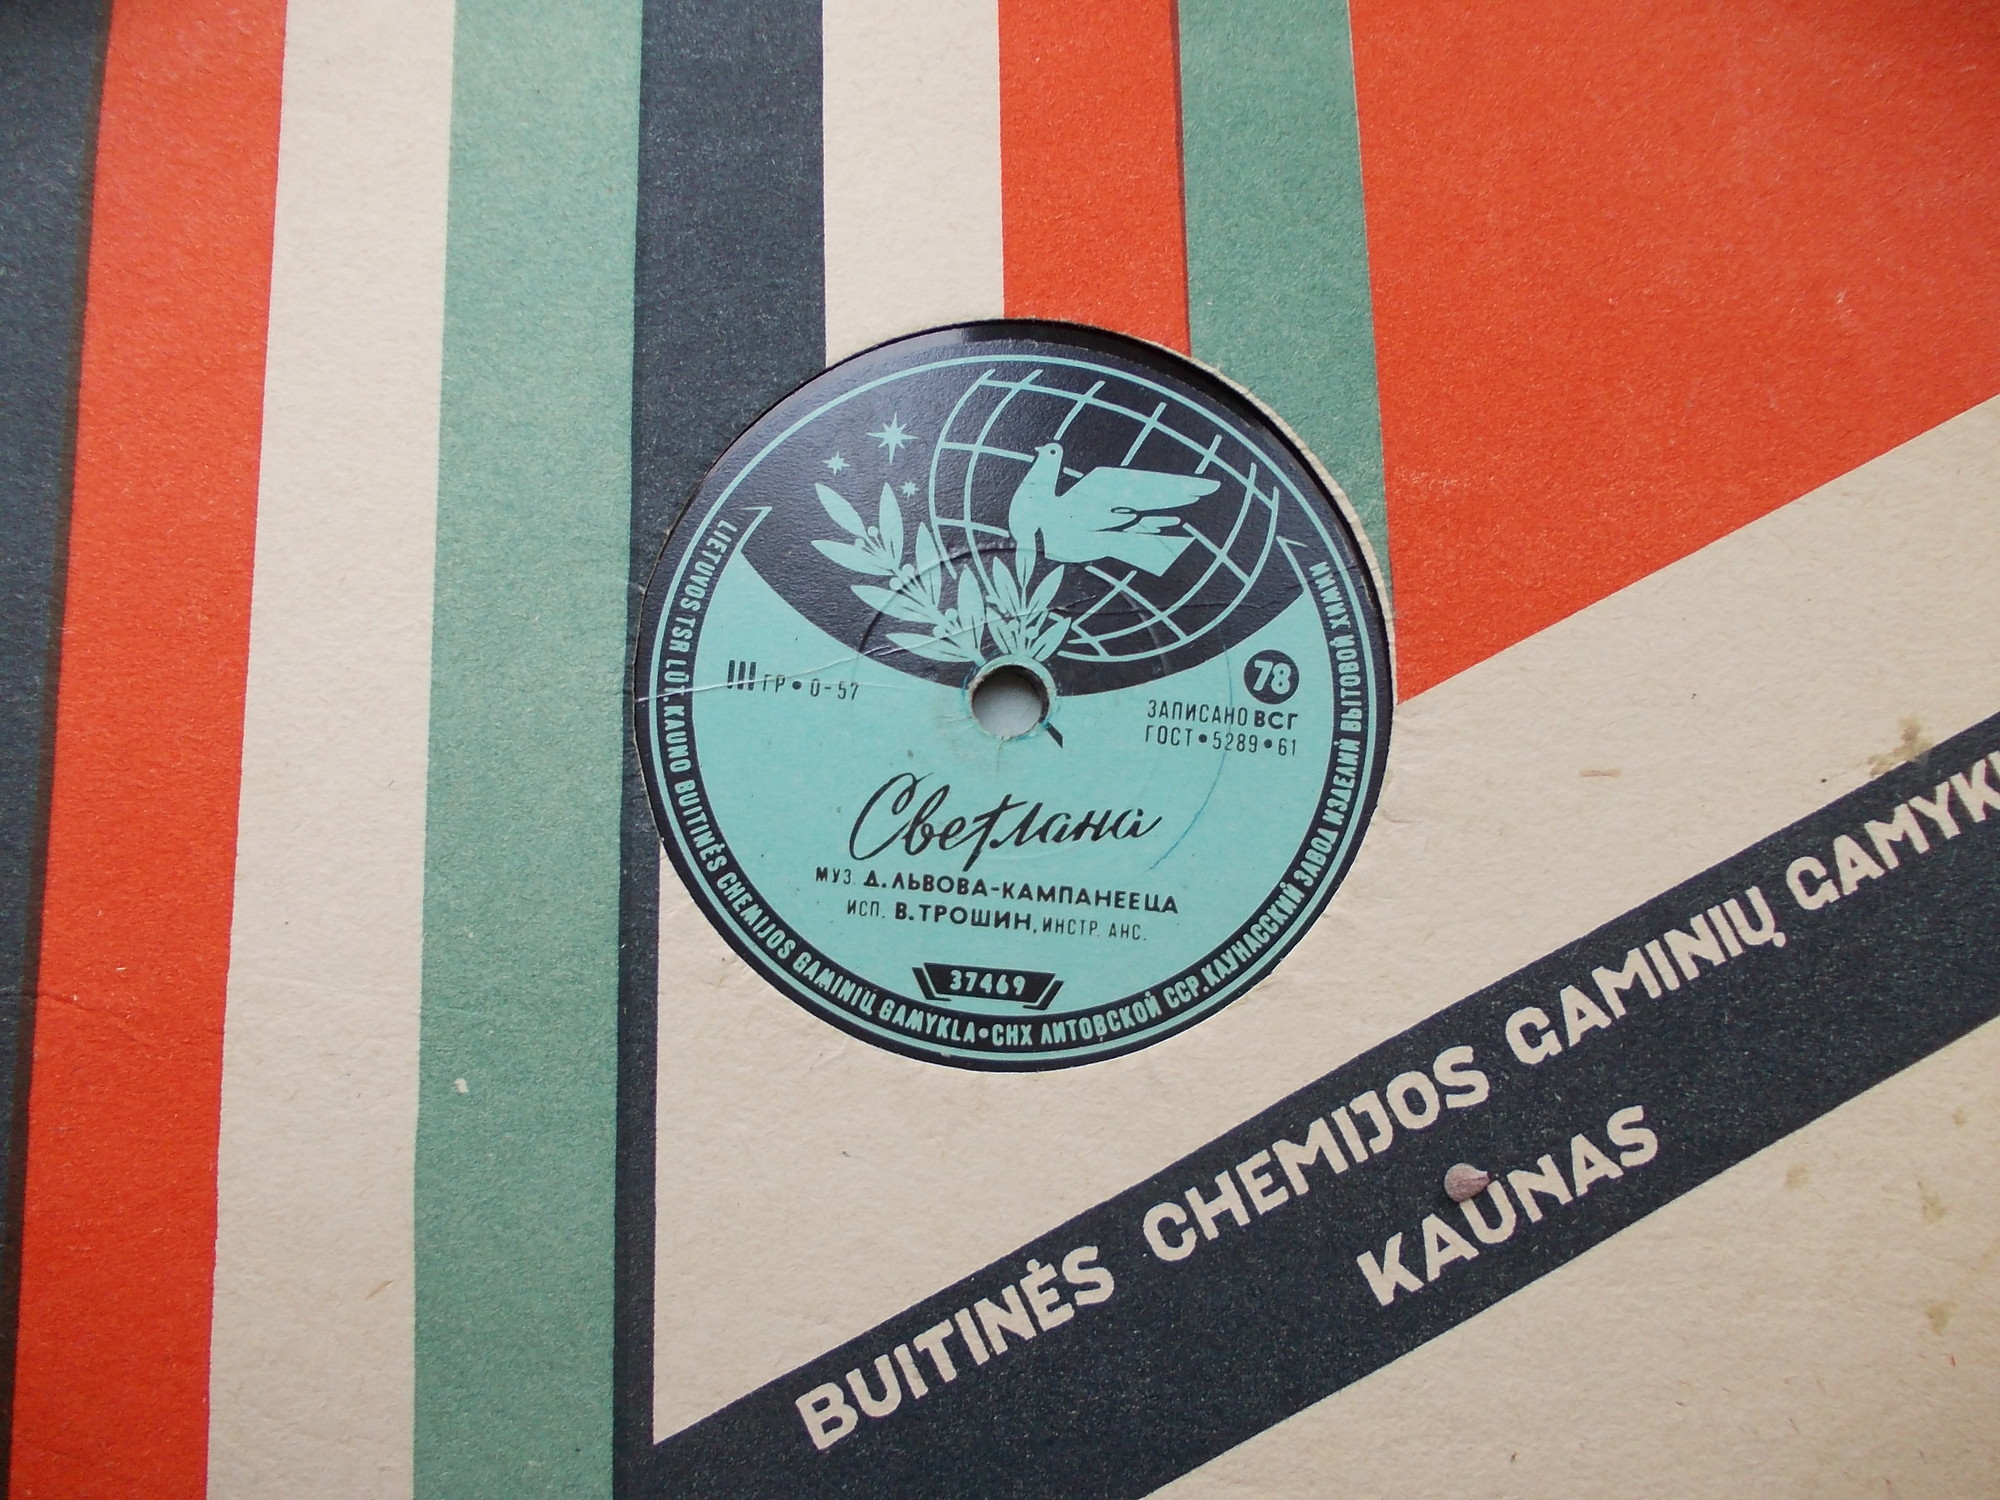 LIETUVOS TSR LŪT. KAUNO BUITINĖS CHEMIJOS GAMINIŲ GAMYKLA • СНХ ЛИТОВСКОЙ ССР. КАУНАССКИЙ ЗАВОД ИЗДЕЛИЙ БЫТОВОЙ ХИМИИ
III ГР • 0-57
78
ЗАПИСАНО ВСГ
ГОСТ • 5289 • 61
Светлана
МУЗ. Д. ЛЬВОВА-КАМПАНЕЕЦА
ИСП. В. ТРОШИН, ИНСТР. АНС.
37469
BUITINĖS CHEMIJOS GAMINIŲ
KAUNAS